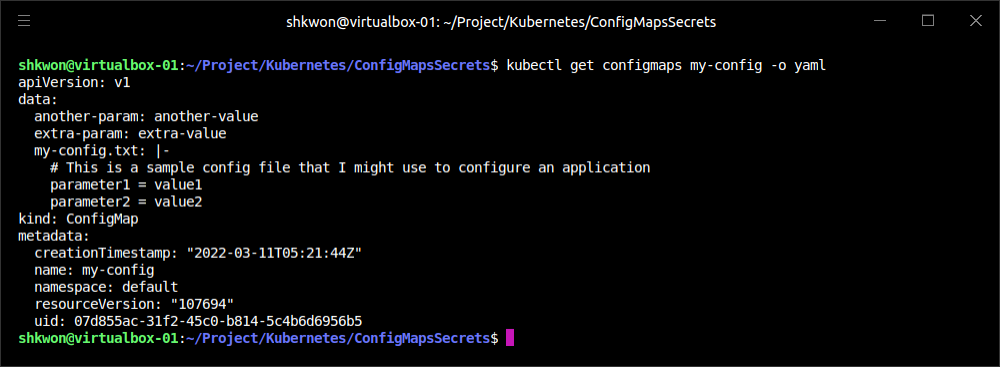 shkwon@virtualbox-01: ~/Project/Kubernetes/ConfigMapsSecrets
shkwon@virtualbox-01:~/Project/Kubernetes/ConfigMapsSecrets$ kubectl get configmaps my-config -o yaml
apiVersion: v1
data:
  another-param: another-value
  extra-param: extra-value
  my-config.txt: |-
    # This is a sample config file that I might use to configure an application
    parameter1 = value1
    parameter2 = value2
kind: ConfigMap
metadata:
  creationTimestamp: "2022-03-11T05:21:44Z"
  name: my-config
  namespace: default
  resourceVersion: "107694"
  uid: 07d855ac-31f2-45c0-b814-5c4b6d6956b5
shkwon@virtualbox-01:~/Project/Kubernetes/ConfigMapsSecrets$